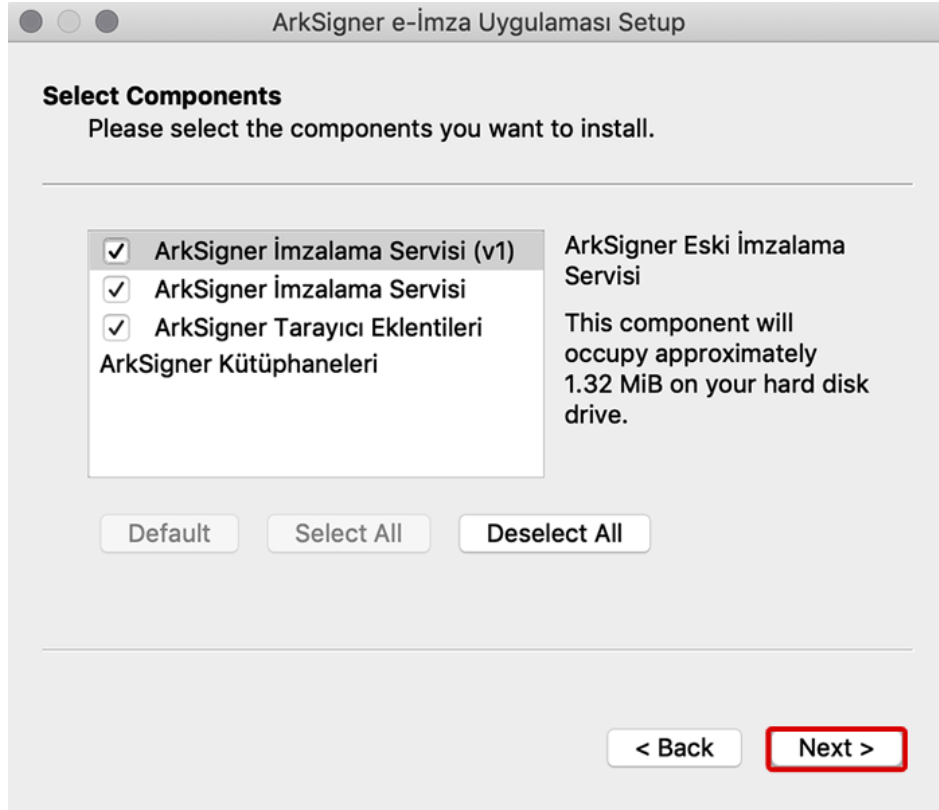 ArkSigner e-İmza Uygulaması Setup
Select Components
Please select the components you want to install.
ArkSigner İmzalama Servisi (v1)
ArkSigner İmzalama Servisi
ArkSigner Tarayıcı Eklentileri
ArkSigner Kütüphaneleri
ArkSigner Eski İmzalama
Servisi
This component will
occupy approximately
1.32 MiB on your hard disk
drive.
Default
Select All
Deselect All
< Back
Next >